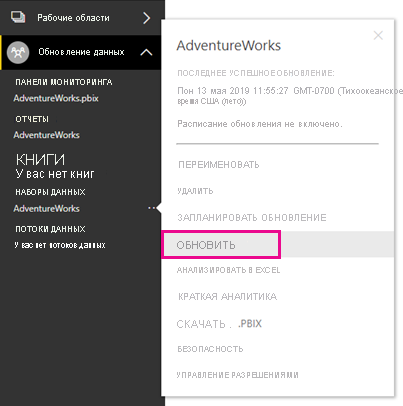 Рабочие области
Обновление данных
ПАНЕЛИ МОНИТОРИНГА
AdventureWorks.pbix
ОТЧЕТЫ
AdventureWorks
КНИГИ
У вас нет книг
НАБОРЫ ДАННЫХ
AdventureWorks
ПОТОКИ ДАННЫХ
У вас нет потоков данных
AdventureWorks
ПОСЛЕДНЕЕ УСПЕШНОЕ ОБНОВЛЕНИЕ:
Пон 13 мая 2019 11:55:27 GMT-0700 (Тихоокеанское
время США (лето))
Расписание обновления не включено.
ПЕРЕИМЕНОВАТЬ
УДАЛИТЬ
ЗАПЛАНИРОВАТЬ ОБНОВЛЕНИЕ
ОБНОВИТЬ
АНАЛИЗИРОВАТЬ В EXCEL
КРАТКАЯ АНАЛИТИКА
СКАЧАТЬ . .PBIX
БЕЗОПАСНОСТЬ
УПРАВЛЕНИЕ РАЗРЕШЕНИЯМИ